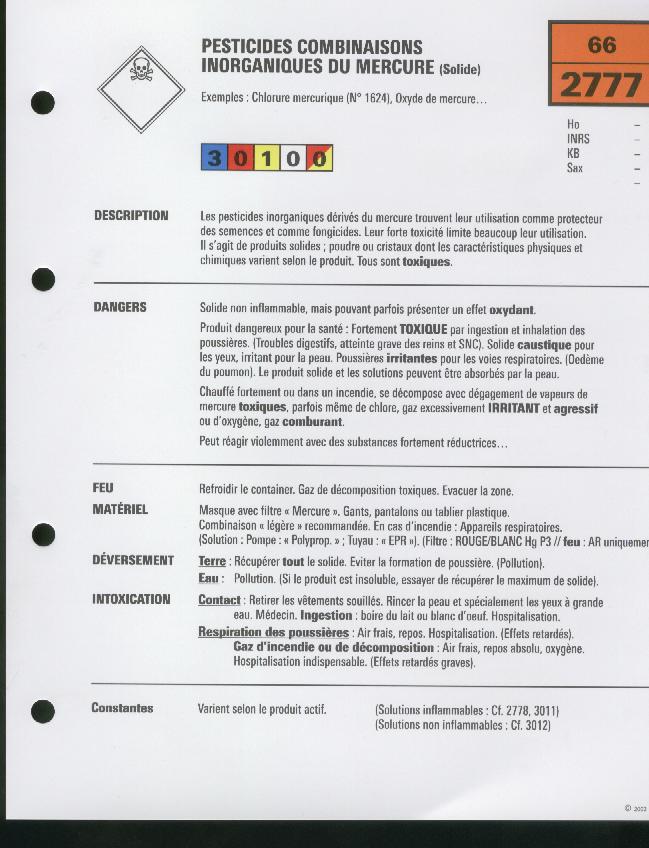 PESTICIDES COMBINAISONS
INORGANIQUES DU MERCURE (Solide)
Exemples : Chlorure mercurique (N° 1624), Oxyde de mercure...
66
2777
Ho –
INRS –
KB –
Sax –
–
3 0 1 0 0
DESCRIPTION
Les pesticides inorganiques dérivés du mercure trouvent leur utilisation comme protecteur
des semences et comme fongicides. Leur forte toxicité limite beaucoup leur utilisation.
Il s'agit de produits solides ; poudre ou cristaux dont les caractéristiques physiques et
chimiques varient selon le produit. Tous sont toxiques.
DANGERS
Solide non inflammable, mais pouvant parfois présenter un effet oxydant.
Produit dangereux pour la santé : Fortement TOXIQUE par ingestion et inhalation des
poussières. (Troubles digestifs, atteinte grave des reins et SNC). Solide caustique pour
les yeux, irritant pour la peau. Poussières irritantes pour les voies respiratoires. (Oedème
du poumon). Le produit solide et les solutions peuvent être absorbés par la peau.
Chauffé fortement ou dans un incendie, se décompose avec dégagement de vapeurs de
mercure toxiques, parfois même de chlore, gaz excessivement IRRITANT et agressif
ou d'oxygène, gaz comburant.
Peut réagir violemment avec des substances fortement réductrices...
FEU
Refroidir le container. Gaz de décomposition toxiques. Evacuer la zone.
MATÉRIEL
Masque avec filtre « Mercure ». Gants, pantalons ou tablier plastique.
Combinaison « légère » recommandée. En cas d'incendie : Appareils respiratoires.
(Solution : Pompe : « Polyprop. » ; Tuyau : « EPR »). (Filtre : ROUGE/BLANC Hg P3 // feu : AR uniquemen
DÉVERSEMENT
Terre : Récupérer tout le solide. Eviter la formation de poussière. (Pollution).
Eau : Pollution. (Si le produit est insoluble, essayer de récupérer le maximum de solide).
INTOXICATION
Contact : Retirer les vêtements souillés. Rincer la peau et spécialement les yeux à grande
eau. Médecin. Ingestion : boire du lait ou blanc d'oeuf. Hospitalisation.
Respiration des poussières : Air frais, repos. Hospitalisation. (Effets retardés).
Gaz d'incendie ou de décomposition : Air frais, repos absolu, oxygène.
Hospitalisation indispensable. (Effets retardés graves).
Constantes
Varient selon le produit actif.
(Solutions inflammables : Cf. 2778, 3011)
(Solutions non inflammables : Cf. 3012)
© 2002